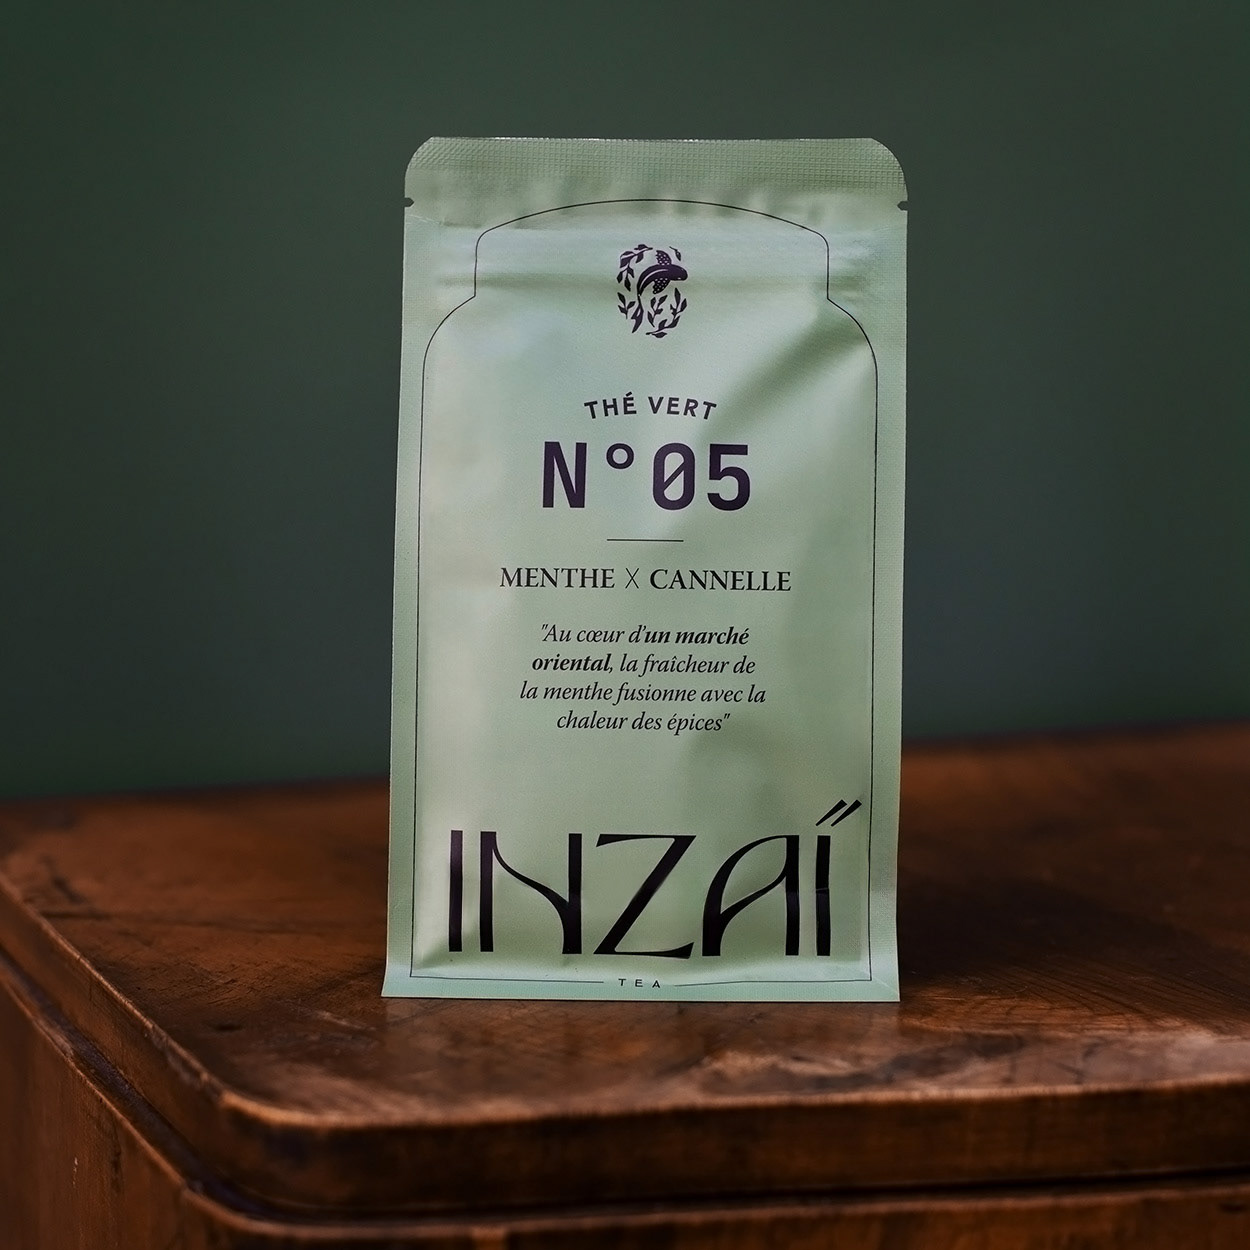 THÉ VERT
N°05
MENTHE X CANNELLE
"Au cœur d'un marché
oriental, la fraîcheur de
la menthe fusionne avec la
chaleur des épices"
INZAÏ
TEA